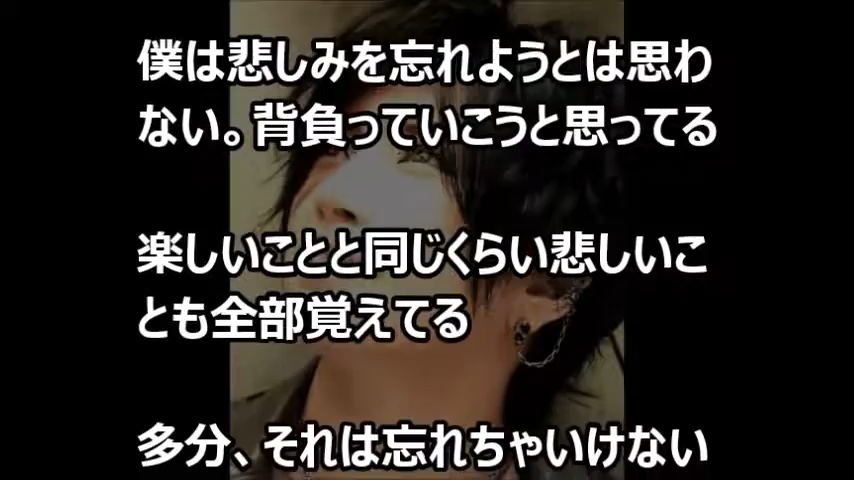 僕は悲しみを忘れようとは思わ
ない。背負っていこうと思ってる
楽しいことと同じくらい悲しいこ
とも全部覚えてる
多分、それは忘れちゃいけない